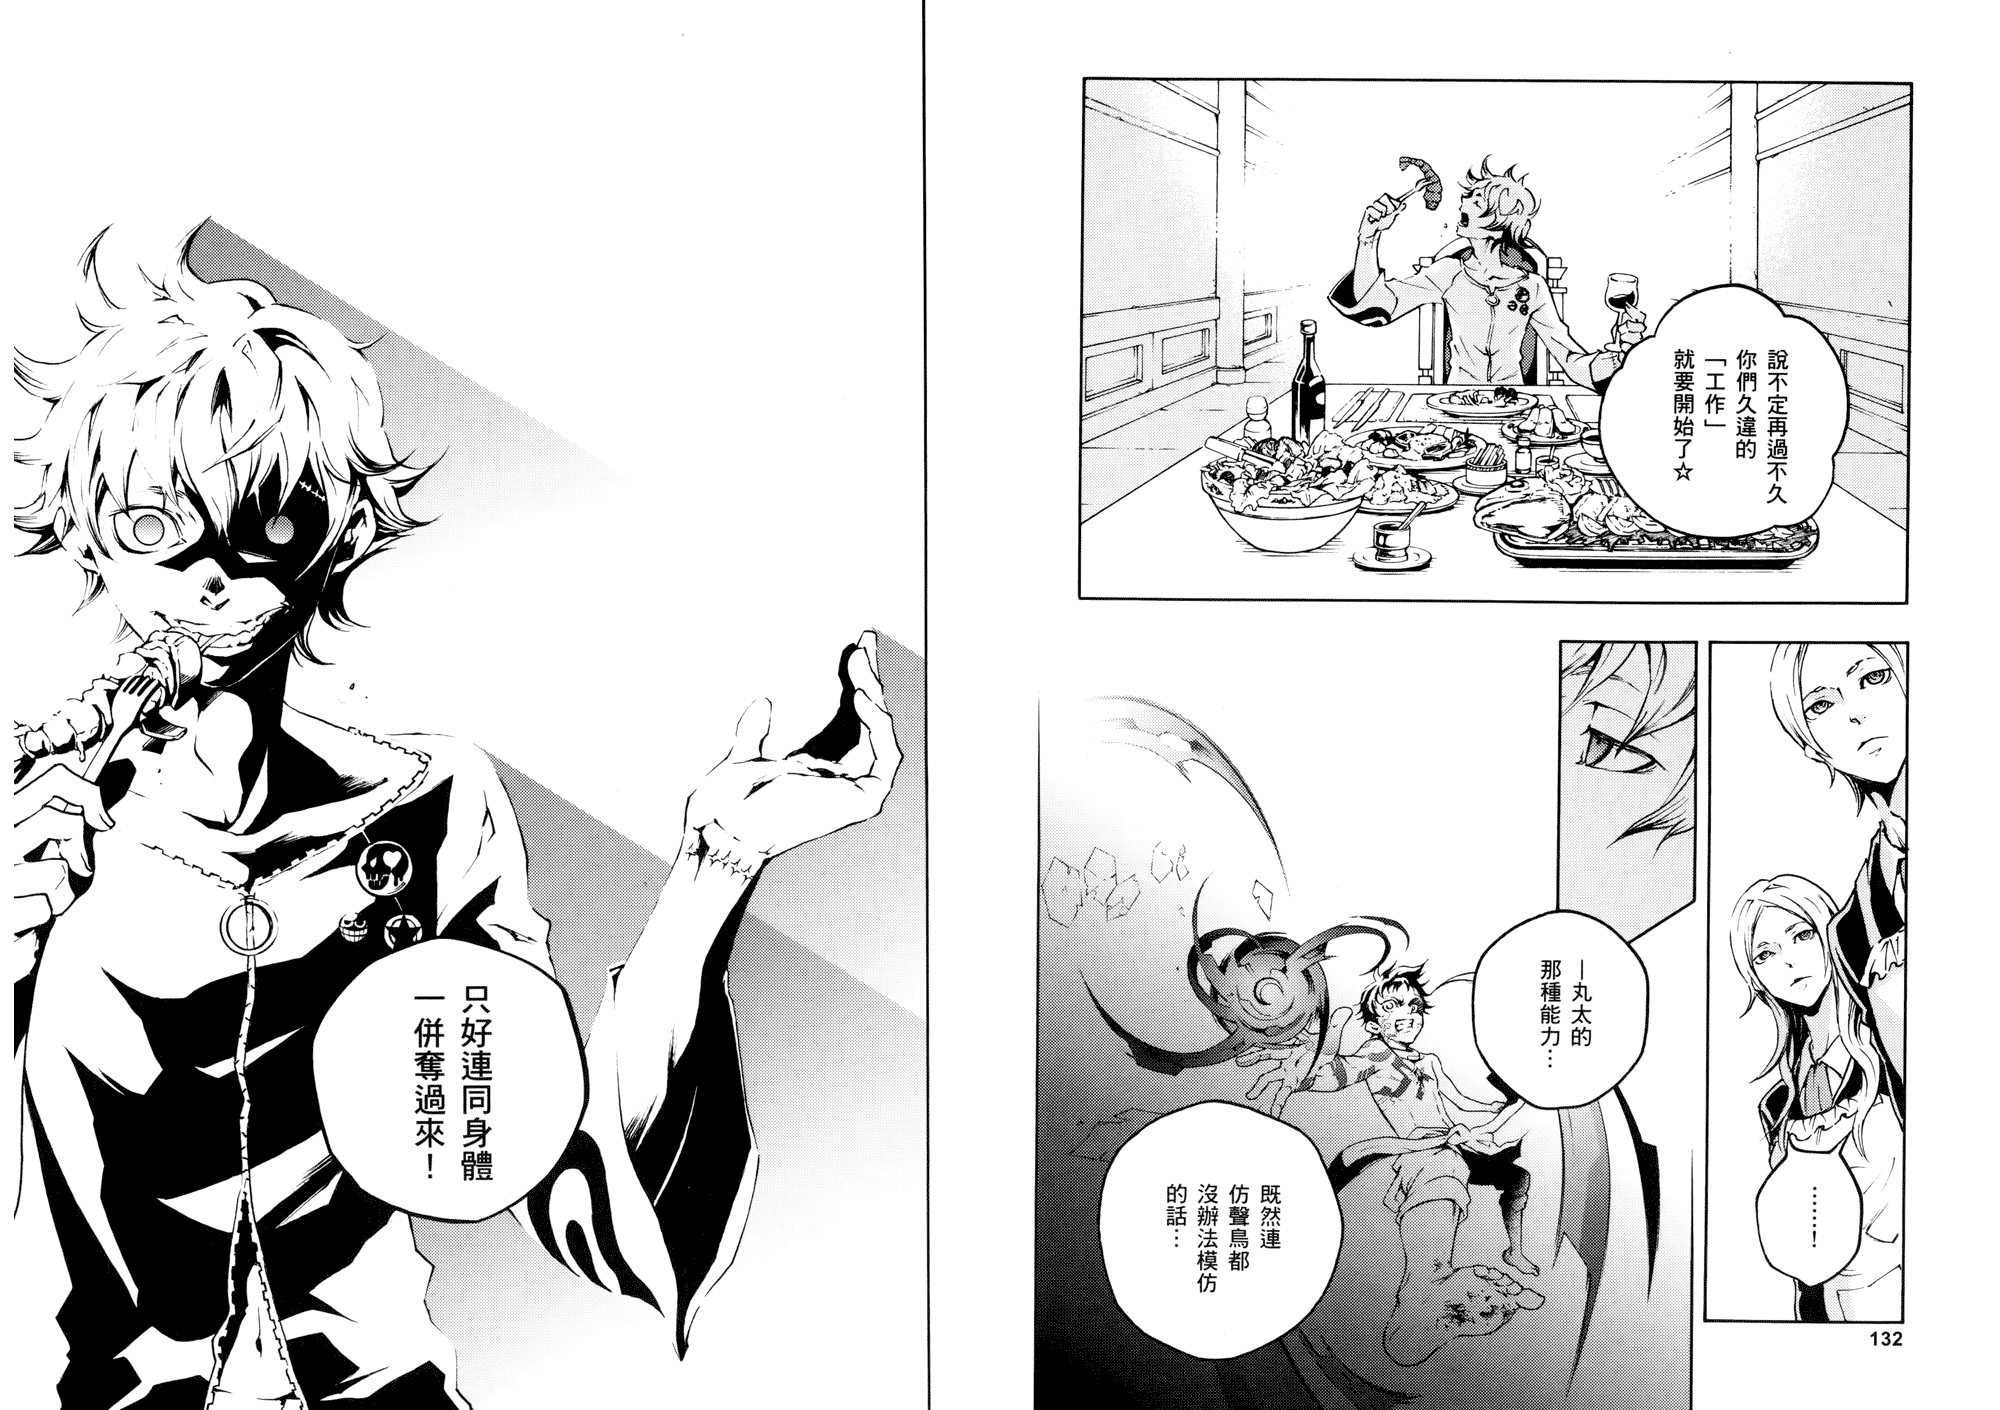 說不定再過不久
你們久違的
「工作」
就要開始了☆
………!
—丸太的
那種能力…
既然連
仿聲鳥都
沒辦法模仿
的話…
132
只好連同身體
一併奪過來!